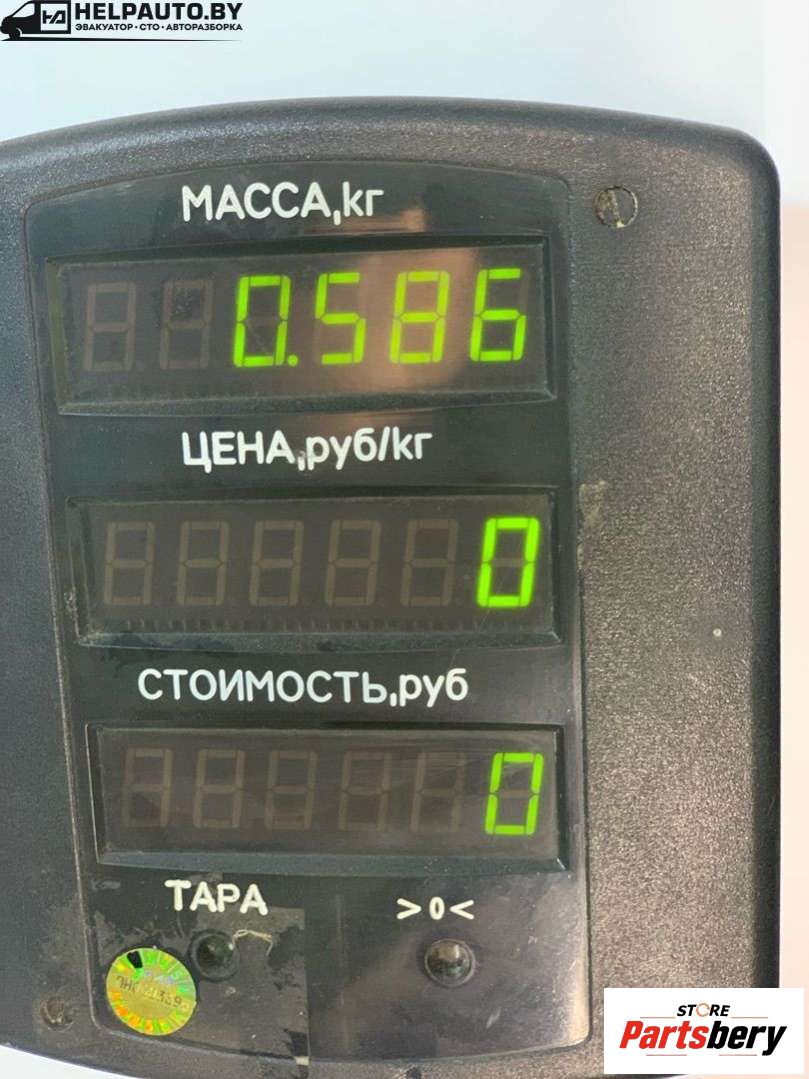 HELPAUTO.BY
ЭВАКУАТОР • СТО • АВТОРАЗБОРКА
МАССА,кг
0.586
ЦЕНА,руб/кг
0
СТОИМОСТЬ,руб
0
ТАРА >0<
STORE
Partsbery